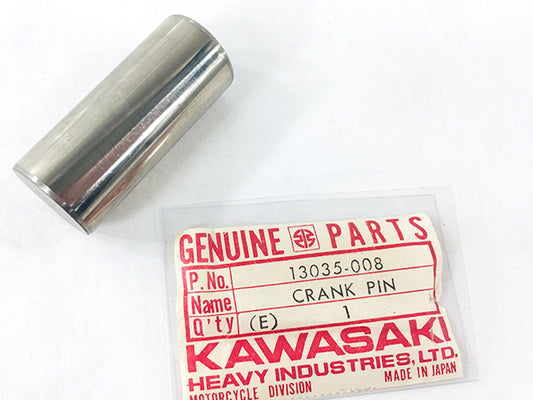 GENUINE PARTS
P. No. 13035-008
Name CRANK PIN
Q'ty (E) 1
KAWASAKI
HEAVY INDUSTRIES, LTD.
MOTORCYCLE DIVISION MADE IN JAPAN